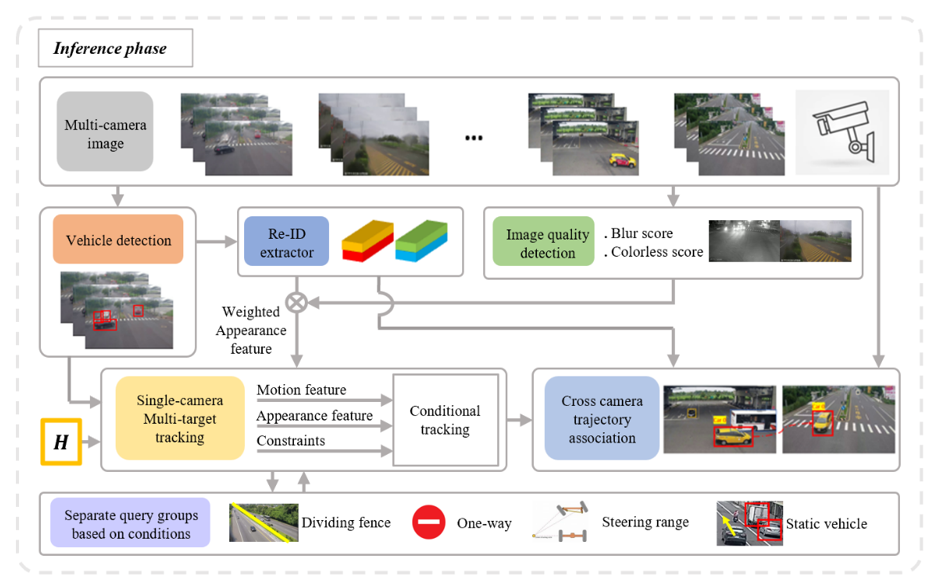 Inference phase
Multi-camera
image
...
Vehicle detection
Re-ID
extractor
Image quality
detection
. Blur score
. Colorless score
Weighted
Appearance
feature
Single-camera
Multi-target
tracking
Motion feature
Appearance feature
Constraints
Conditional
tracking
Cross camera
trajectory
association
H
Separate query groups
based on conditions
Dividing fence
One-way
Steering range
Static vehicle